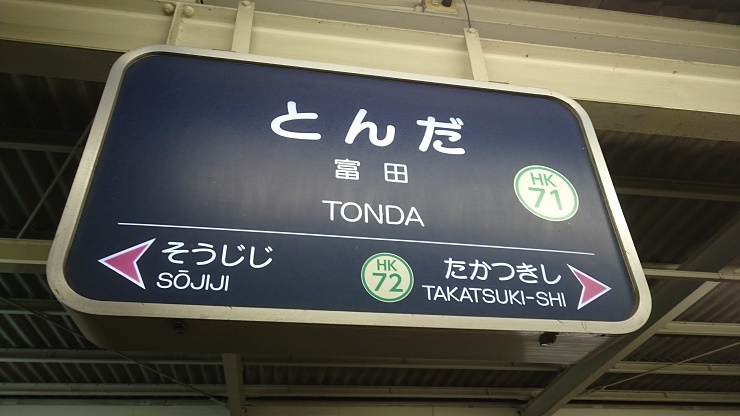 とんだ
富田
TONDA
HK
71
そうじじ
SŌJIJI
HK
72
たかつきし
TAKATSUKI-SHI